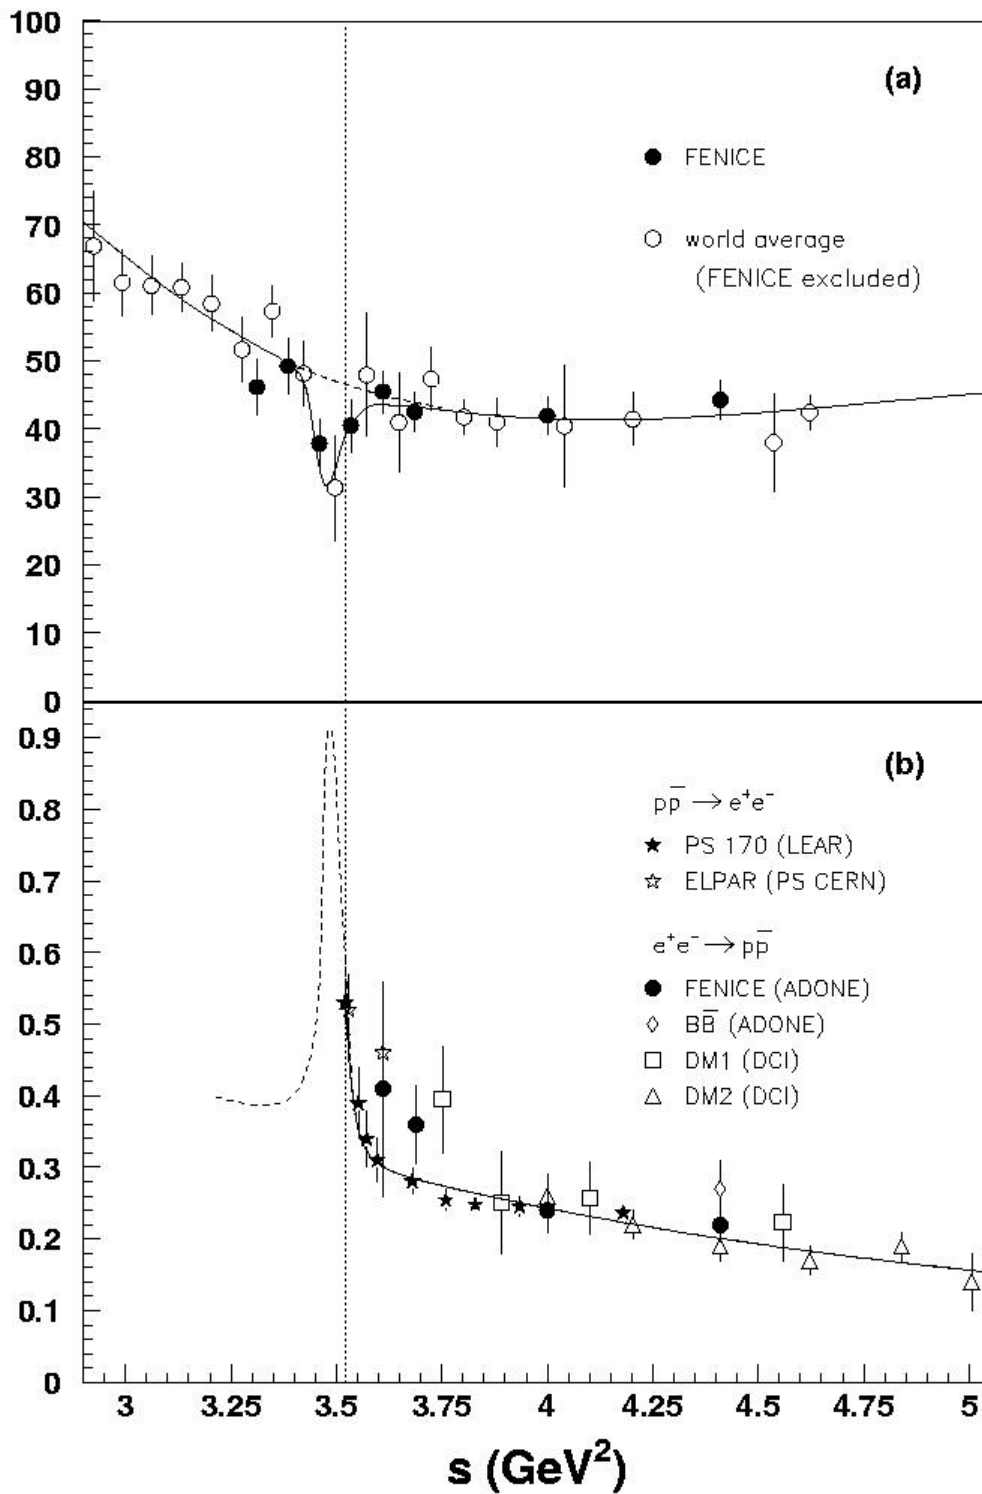 100
90
80
70
60
50
40
30
20
10
0
(a)
FENICE
world average
(FENICE excluded)
0.9
0.8
0.7
0.6
0.5
0.4
0.3
0.2
0.1
0
(b)
pp̅ → e⁺e⁻
PS 170 (LEAR)
ELPAR (PS CERN)
e⁺e⁻ → pp̅
FENICE (ADONE)
BB̅ (ADONE)
DM1 (DCI)
DM2 (DCI)
3 3.25 3.5 3.75 4 4.25 4.5 4.75 5
s (GeV²)